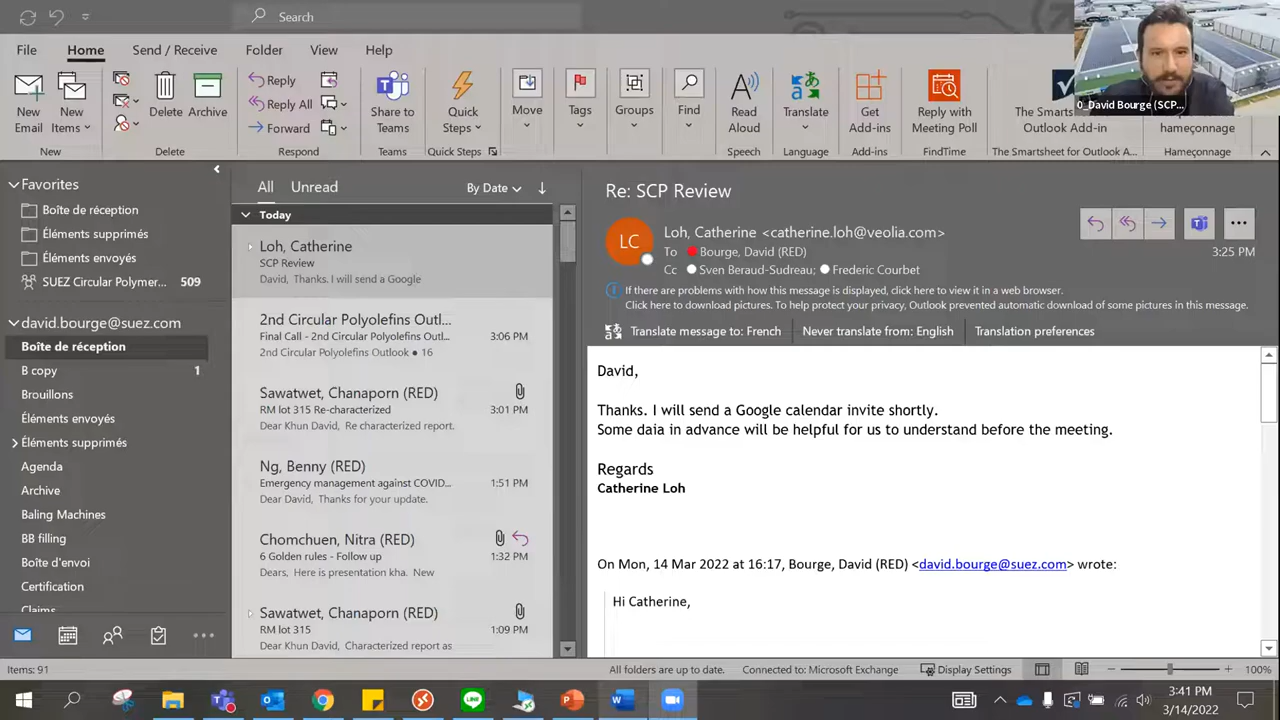 Search
File
Home
Send / Receive
Folder
View
Help
New Email
New Items
Delete
Archive
Reply
Reply All
Forward
Share to Teams
Quick Steps
Move
Tags
Groups
Find
Read Aloud
Translate
Get Add-ins
Reply with Meeting Poll
The Smartsheet for Outlook Add-in
hameçonnage
0_David Bourge (SCP...
New
Delete
Respond
Teams
Quick Steps
Speech
Language
Add-ins
FindTime
The Smartsheet for Outlook A...
Hameçonnage
Favorites
Boîte de réception
Éléments supprimés
Éléments envoyés
SUEZ Circular Polymer... 509
david.bourge@suez.com
Boîte de réception
B copy 1
Brouillons
Éléments envoyés
Éléments supprimés
Agenda
Archive
Baling Machines
BB filling
Boîte d'envoi
Certification
Claims
All Unread By Date
Today
Loh, Catherine
SCP Review
David, Thanks. I will send a Google
2nd Circular Polyolefins Outl...
Final Call - 2nd Circular Polyolefins Outl... 3:06 PM
2nd Circular Polyolefins Outlook • 16
Sawatwet, Chanaporn (RED)
RM lot 315 Re-characterized 3:01 PM
Dear Khun David, Re characterized report.
Ng, Benny (RED)
Emergency management against COVID... 1:51 PM
Dear David, Thanks for your update.
Chomchuen, Nitra (RED)
6 Golden rules - Follow up 1:32 PM
Dears, Here is presentation kha. New
Sawatwet, Chanaporn (RED)
RM lot 315 1:09 PM
Dear Khun David, Characterized report as
Re: SCP Review
LC
Loh, Catherine <catherine.loh@veolia.com>
To Bourge, David (RED)
3:25 PM
Cc Sven Beraud-Sudreau; Frederic Courbet
If there are problems with how this message is displayed, click here to view it in a web browser.
Click here to download pictures. To help protect your privacy, Outlook prevented automatic download of some pictures in this message.
Translate message to: French
Never translate from: English
Translation preferences
David,
Thanks. I will send a Google calendar invite shortly.
Some daia in advance will be helpful for us to understand before the meeting.
Regards
Catherine Loh
On Mon, 14 Mar 2022 at 16:17, Bourge, David (RED) <david.bourge@suez.com> wrote:
Hi Catherine,
Items: 91
All folders are up to date.
Connected to: Microsoft Exchange
Display Settings
100%
3:41 PM
3/14/2022